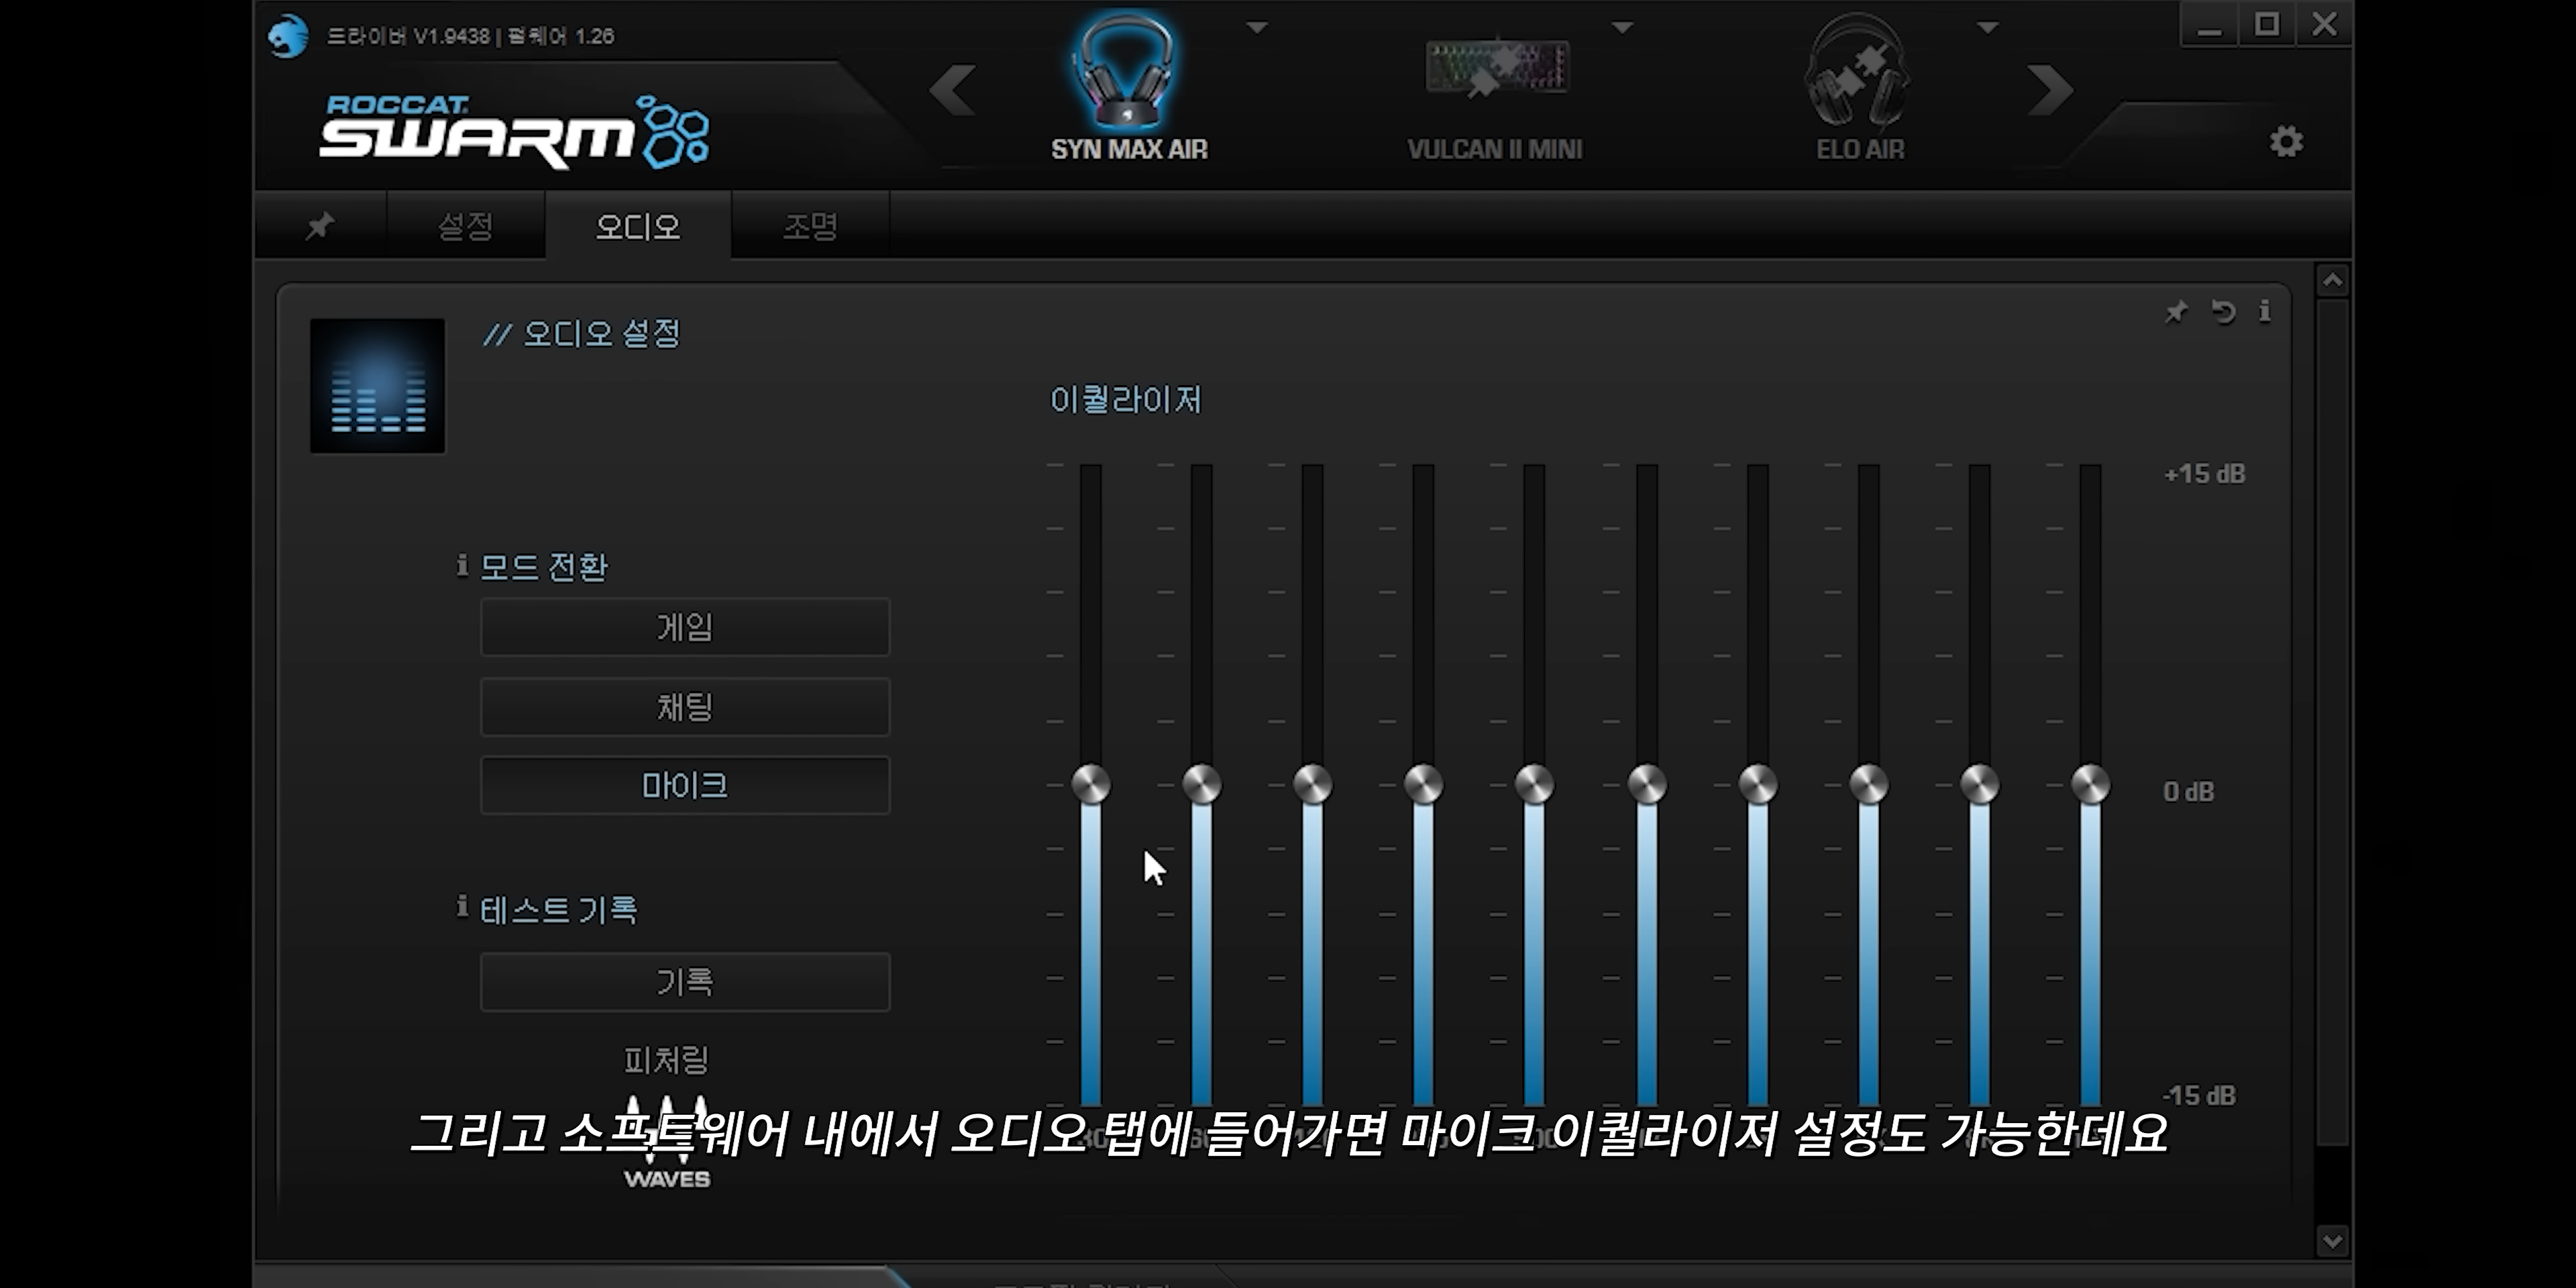 드라이버 V1.9438 | 펌웨어 1.26
ROCCAT
SWARM
SYN MAX AIR
VULCAN II MINI
ELO AIR
설정
오디오
조명
// 오디오 설정
이퀄라이저
+15 dB
모드 전환
게임
채팅
마이크
0 dB
테스트 기록
기록
피처링
-15 dB
그리고 소프트웨어 내에서 오디오 탭에 들어가면 마이크 이퀄라이저 설정도 가능한데요
WAVES